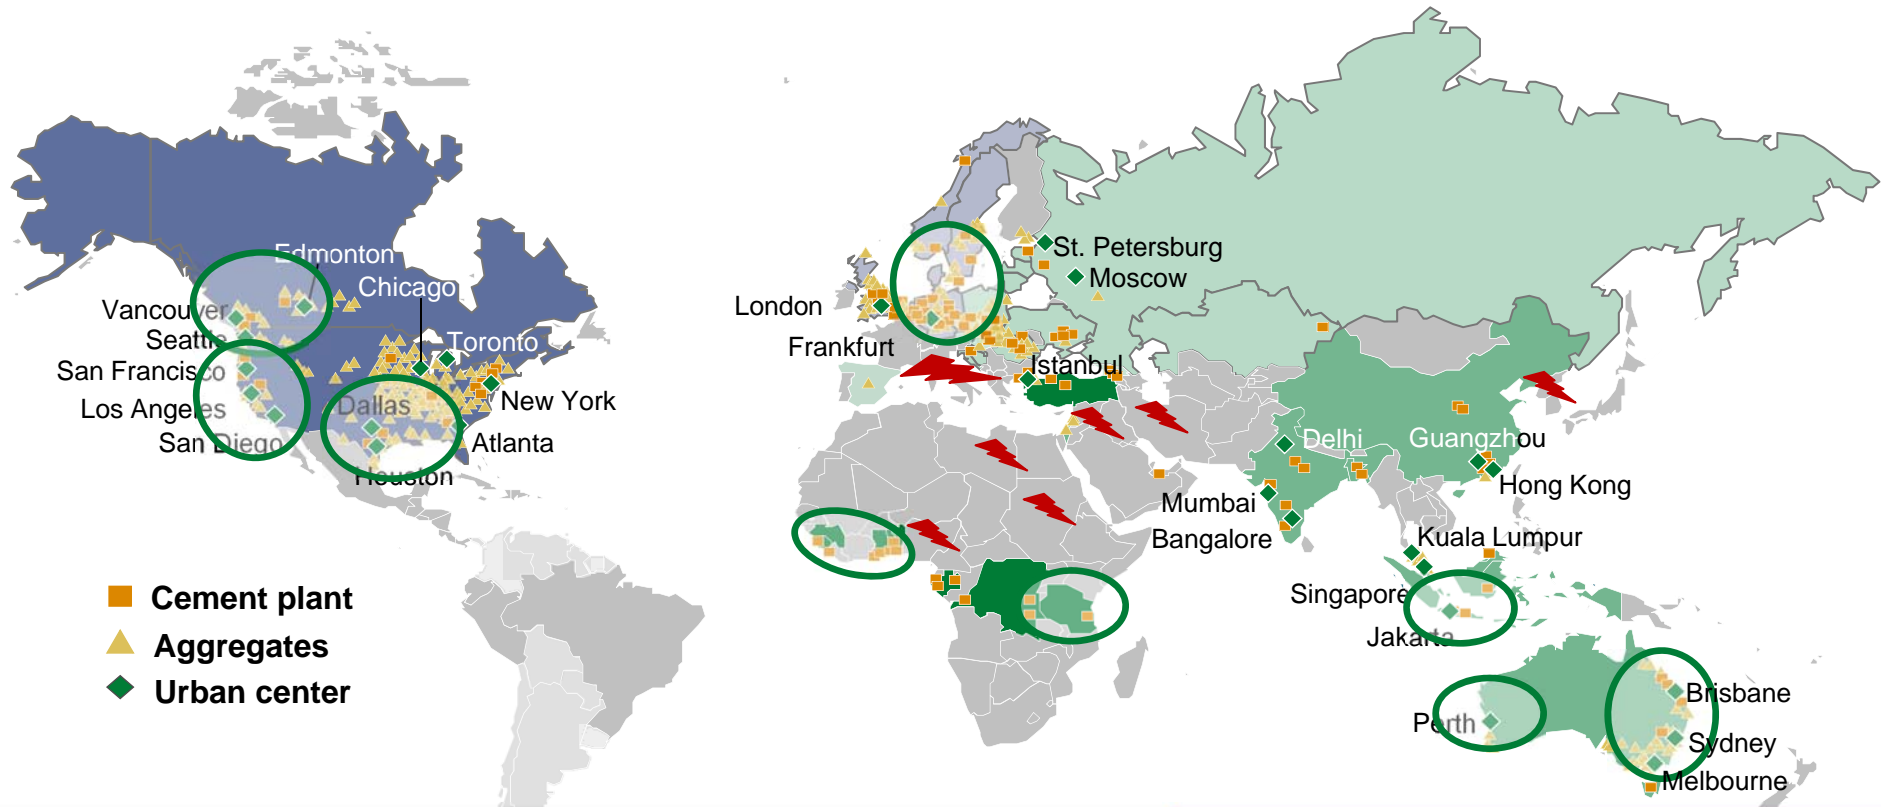 Edmonton
Chicago
Vancouver
Seattle
Toronto
San Francisco
Los Angeles
Dallas
New York
San Diego
Atlanta
Houston
Cement plant
Aggregates
Urban center
St. Petersburg
Moscow
London
Frankfurt
Istanbul
Delhi
Guangzhou
Mumbai
Hong Kong
Bangalore
Kuala Lumpur
Singapore
Jakarta
Brisbane
Perth
Sydney
Melbourne